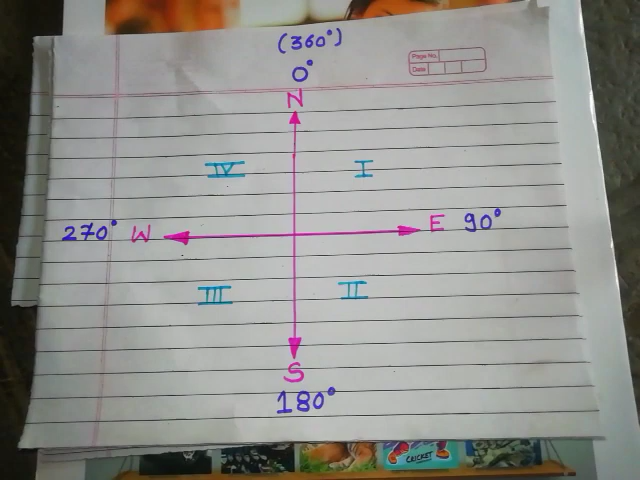 (360°)
Page No.
Date
0°
N
IV I
270° W E 90°
III II
S
180°
CRICKET